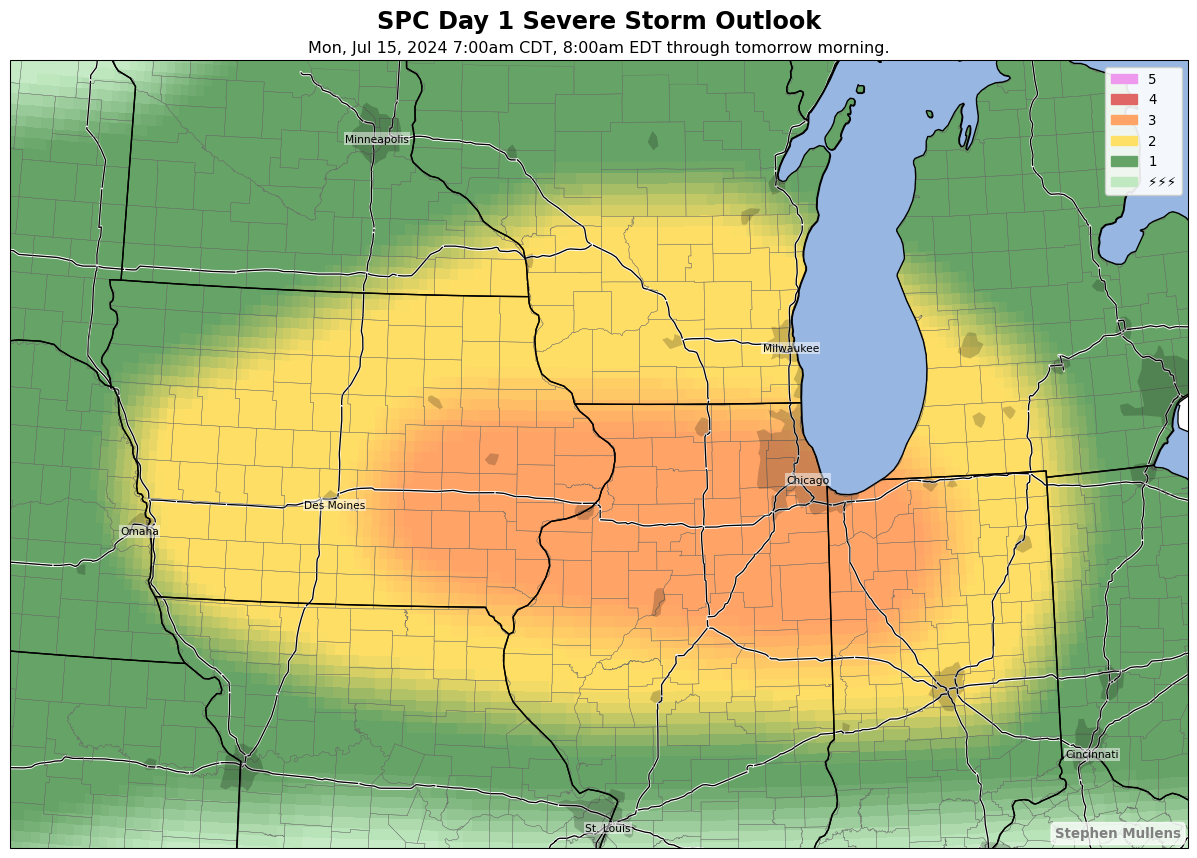 SPC Day 1 Severe Storm Outlook
Mon, Jul 15, 2024 7:00am CDT, 8:00am EDT through tomorrow morning.
5
4
3
2
1
⚡⚡⚡
Minneapolis
Milwaukee
Chicago
Des Moines
Omaha
Cincinnati
St. Louis
Stephen Mullens